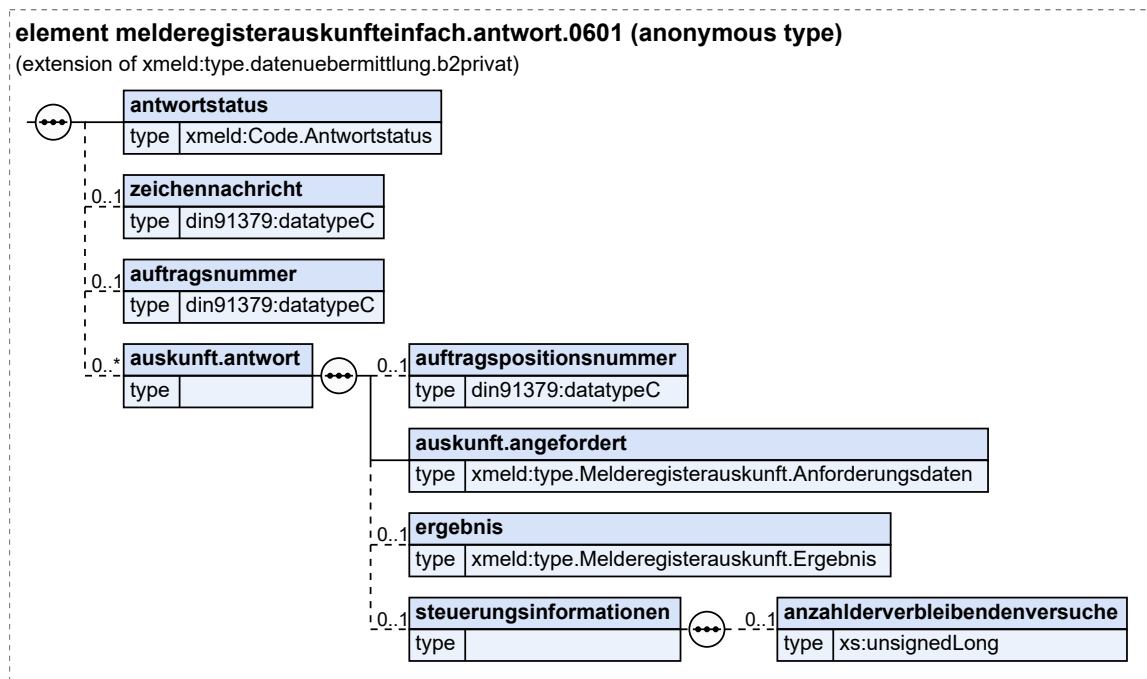 element melderegisterauskunfteinfach.antwort.0601 (anonymous type)
(extension of xmeld:type.datenuebermittlung.b2privat)
antwortstatus
type xmeld:Code.Antwortstatus
0..1 zeichennachricht
type din91379:datatypeC
0..1 auftragsnummer
type din91379:datatypeC
0..* auskunft.antwort
type
0..1 auftragspositionsnummer
type din91379:datatypeC
auskunft.angefordert
type xmeld:type.Melderegisterauskunft.Anforderungsdaten
0..1 ergebnis
type xmeld:type.Melderegisterauskunft.Ergebnis
0..1 steuerungsinformationen
type
0..1 anzahlderverbleibendenversuche
type xs:unsignedLong